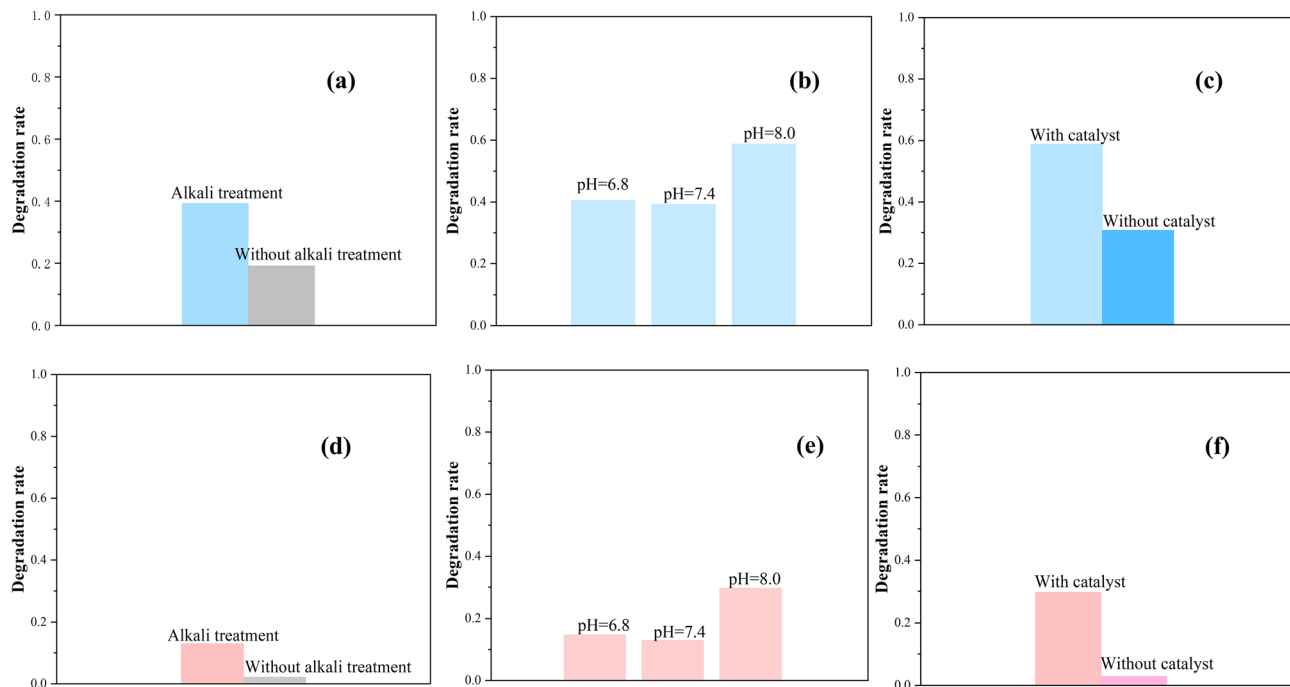 1.0
0.8
0.6
0.4
0.2
0.0
Degradation rate
(a)
Alkali treatment
Without alkali treatment
1.0
0.8
0.6
0.4
0.2
0.0
Degradation rate
(b)
pH=6.8
pH=7.4
pH=8.0
1.0
0.8
0.6
0.4
0.2
0.0
Degradation rate
(c)
With catalyst
Without catalyst
1.0
0.8
0.6
0.4
0.2
0.0
Degradation rate
(d)
Alkali treatment
Without alkali treatment
1.0
0.8
0.6
0.4
0.2
0.0
Degradation rate
(e)
pH=6.8
pH=7.4
pH=8.0
1.0
0.8
0.6
0.4
0.2
0.0
Degradation rate
(f)
With catalyst
Without catalyst